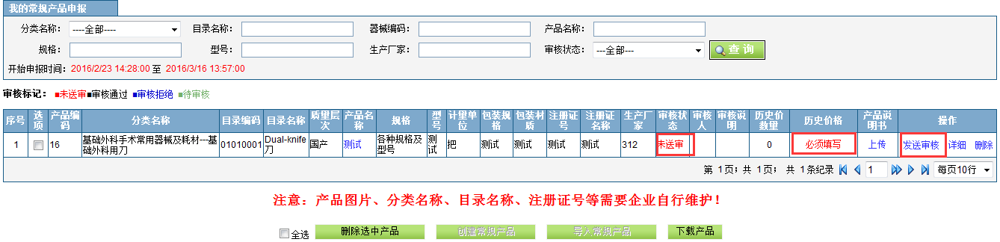 我的常规产品申报
分类名称： ----全部---- 目录名称： 器械编码： 产品名称：
规格： 型号： 生产厂家： 审核状态： ---全部--- 查 询
开始申报时间：2016/2/23 14:28:00 至 2016/3/16 13:57:00
审核标记： ■未送审■审核通过 ■审核拒绝 ■待审核
序号 选项 产品编码 分类名称 目录编码 目录名称 质量层次 产品名称 规格 型号 计量单位 包装规格 包装材质 注册证号 注册证名称 生产厂家 审核状态 审核人 审核说明 历史价数量 历史价格 产品说明书 操作
1 16 基础外科手术常用器械及耗材---基础外科用刀 01010001 Dual-knife刀 国产 测试 各种规格及型号 测试 把 测试 测试 测试 测试 312 未送审 0 必须填写 上传 发送审核 详细 删除
第 1页；共 1页； 共 1条纪录 1 每页10行
注意：产品图片、分类名称、目录名称、注册证号等需要企业自行维护！
全选 删除选中产品 创建常规产品 导入常规产品 下载产品